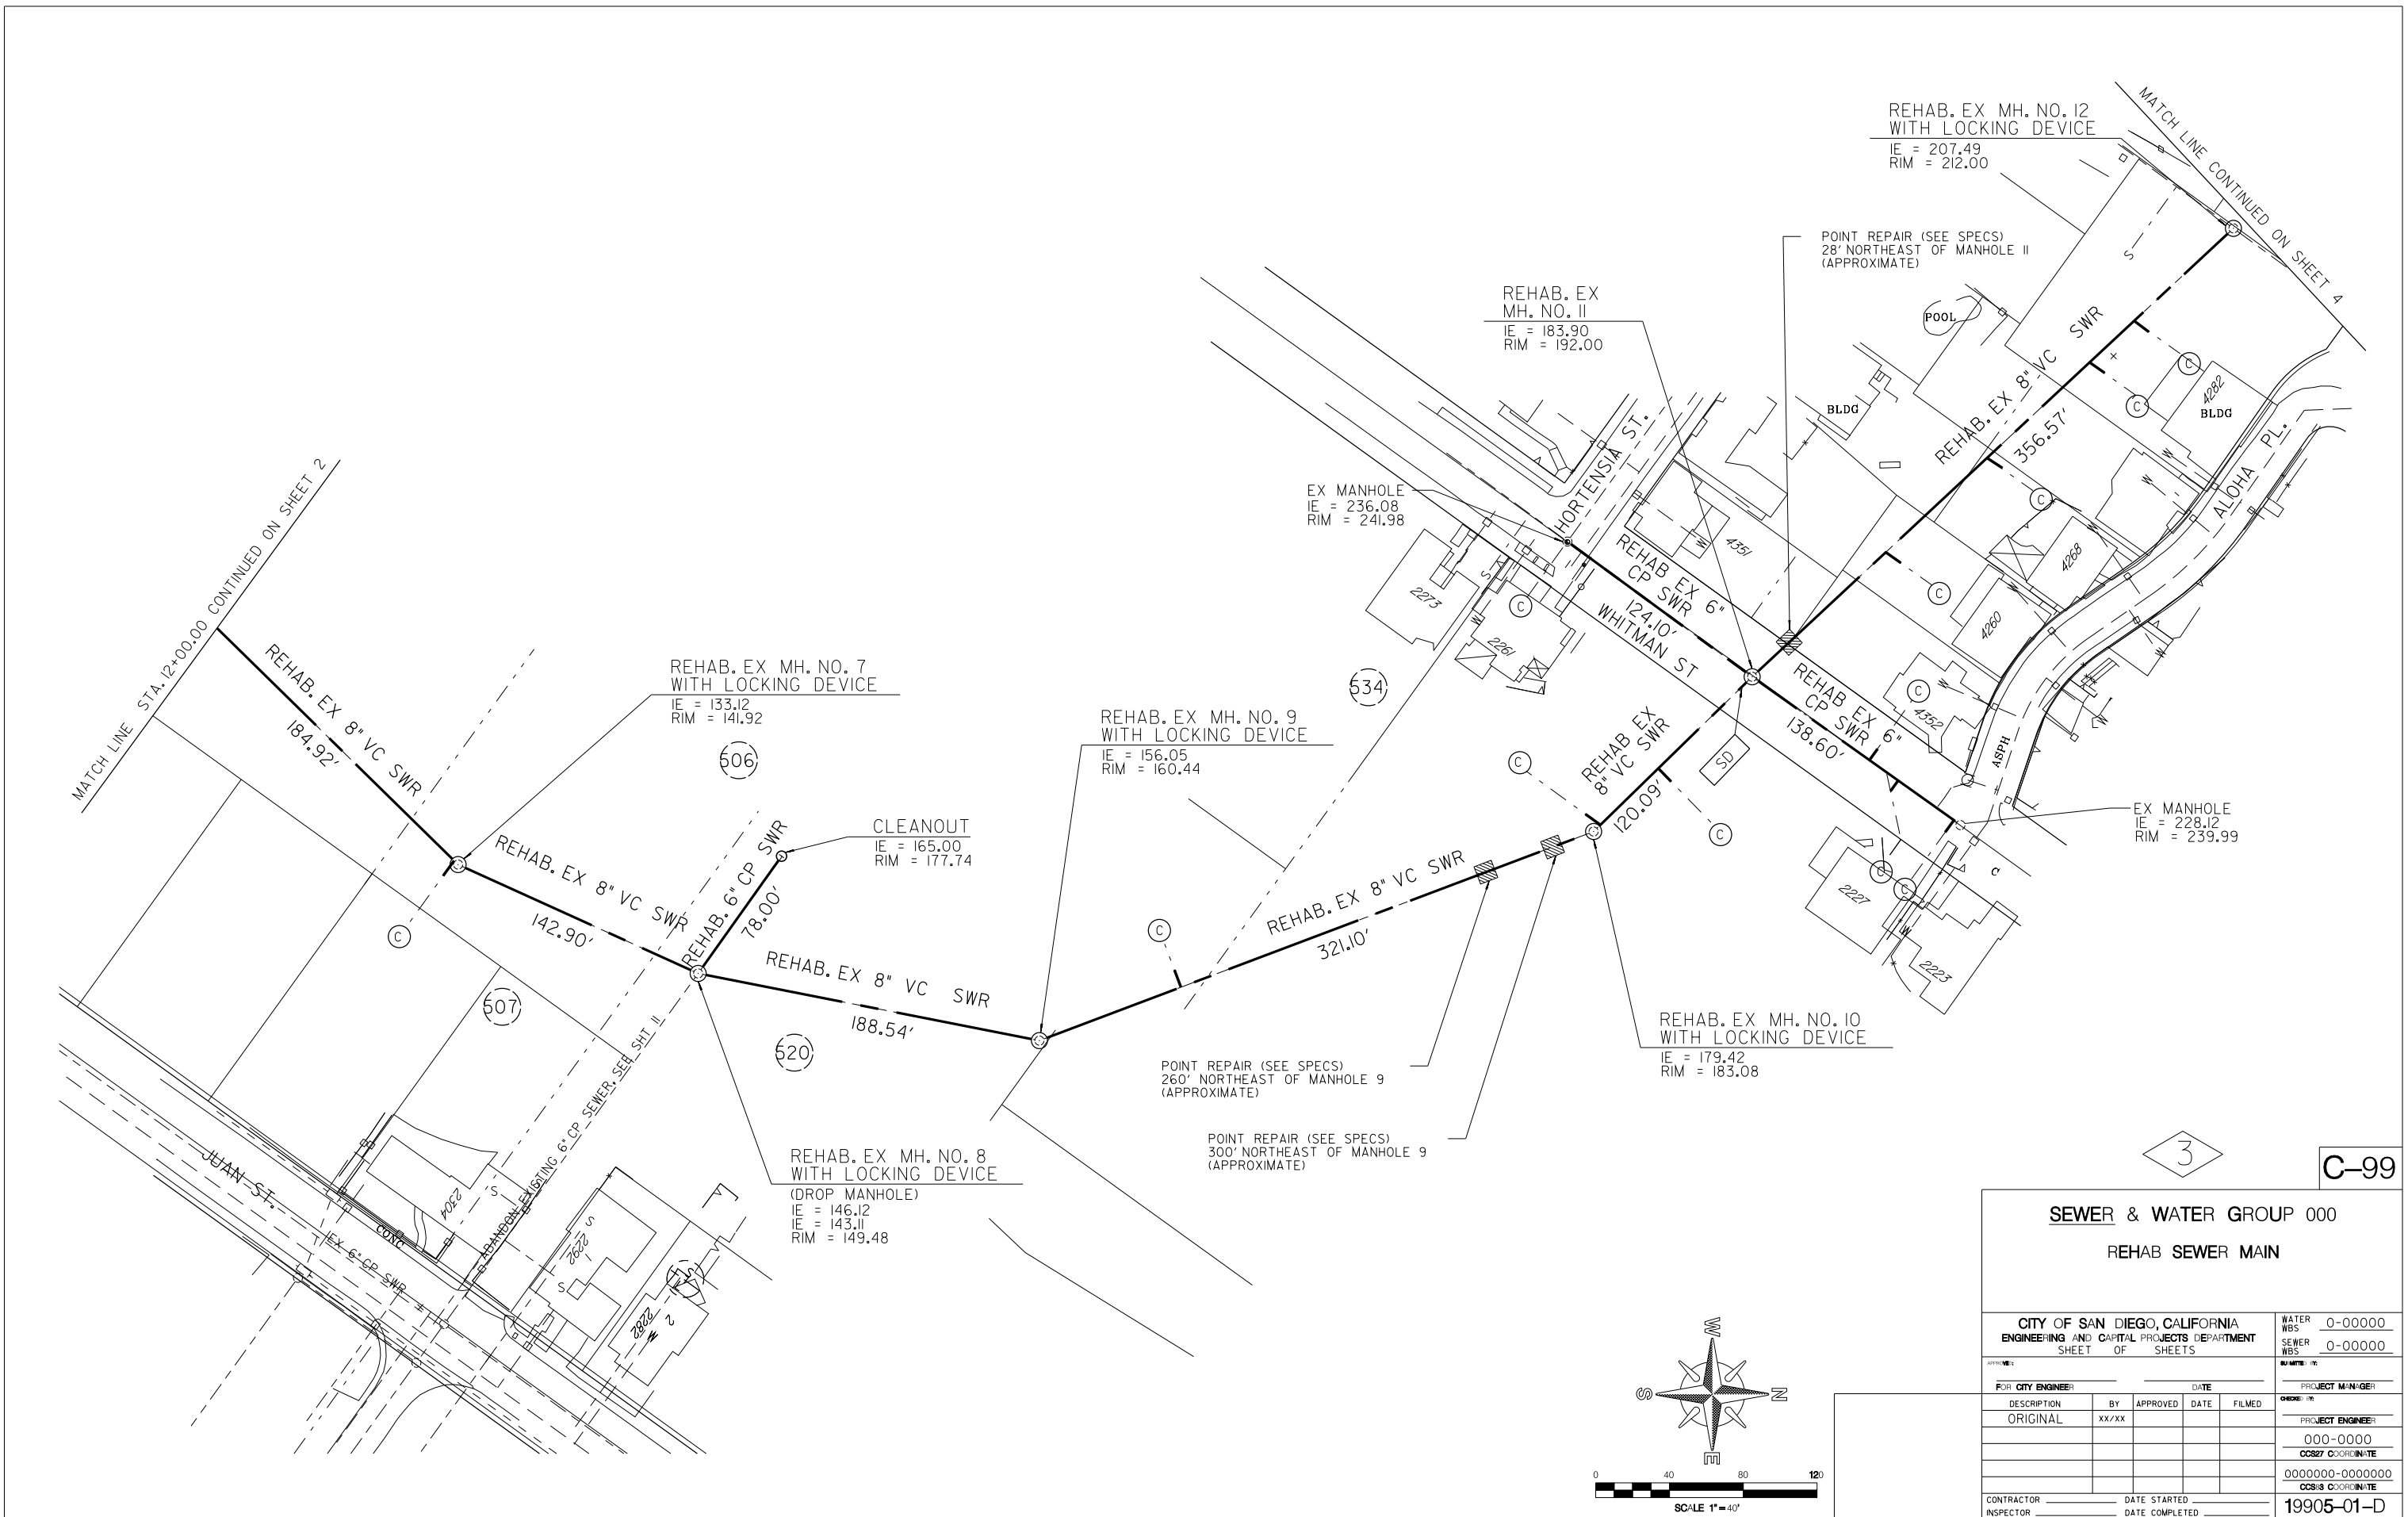 REHAB. EX MH. NO. 12
WITH LOCKING DEVICE
IE = 207.49
RIM = 212.00
MATCH LINE CONTINUED ON SHEET 4
POINT REPAIR (SEE SPECS)
28' NORTHEAST OF MANHOLE 11
(APPROXIMATE)
REHAB. EX
MH. NO. 11
IE = 183.90
RIM = 192.00
S
POOL
REHAB. EX 8" VC SWR
356.57'
C
C
4282
BLDG
BLDG
ALOHA PL.
W
W
C
HORTENSIA ST.
EX MANHOLE
IE = 236.08
RIM = 241.98
W
4351
REHAB EX 6"
CP SWR
124.10'
WHITMAN ST
W
4268
C
4260
W
W
2273
S
C
W
2261
534
REHAB EX 6"
CP SWR
138.60'
C
W
4352
W
ASPH
SD
REHAB EX
8" VC SWR
120.09'
C
C
EX MANHOLE
IE = 228.12
RIM = 239.99
C
C
C
2227
W
2223
MATCH LINE STA. 12+00.00 CONTINUED ON SHEET 2
REHAB. EX 8" VC SWR
184.92'
REHAB. EX MH. NO. 7
WITH LOCKING DEVICE
IE = 133.12
RIM = 141.92
506
REHAB. EX MH. NO. 9
WITH LOCKING DEVICE
IE = 156.05
RIM = 160.44
CLEANOUT
IE = 165.00
RIM = 177.74
REHAB. EX 8" VC SWR
142.90'
REHAB. 6" CP SWR
78.00'
C
REHAB. EX 8" VC SWR
188.54'
C
REHAB. EX 8" VC SWR
321.10'
507
520
POINT REPAIR (SEE SPECS)
260' NORTHEAST OF MANHOLE 9
(APPROXIMATE)
POINT REPAIR (SEE SPECS)
300' NORTHEAST OF MANHOLE 9
(APPROXIMATE)
REHAB. EX MH. NO. 10
WITH LOCKING DEVICE
IE = 179.42
RIM = 183.08
REHAB. EX MH. NO. 8
WITH LOCKING DEVICE
(DROP MANHOLE)
IE = 146.12
IE = 143.11
RIM = 149.48
ABANDON EXISTING 6" CP SEWER, SEE SHT 11
JUAN ST.
CONC
EX 6" CP SWR
2304
S
S
2292
1
S
2282
W 2
W
S
N
E
0 40 80 120
SCALE 1" = 40'
3
C-99
SEWER & WATER GROUP 000
REHAB SEWER MAIN
CITY OF SAN DIEGO, CALIFORNIA
ENGINEERING AND CAPITAL PROJECTS DEPARTMENT
SHEET OF SHEETS
WATER WBS 0-00000
SEWER WBS 0-00000
APPROVED:
SUBMITTED BY:
FOR CITY ENGINEER DATE
PROJECT MANAGER
CHECKED BY:
DESCRIPTION BY APPROVED DATE FILMED
ORIGINAL XX/XX
PROJECT ENGINEER
000-0000
CCS27 COORDINATE
0000000-0000000
CCS83 COORDINATE
CONTRACTOR DATE STARTED
INSPECTOR DATE COMPLETED
19905-01-D